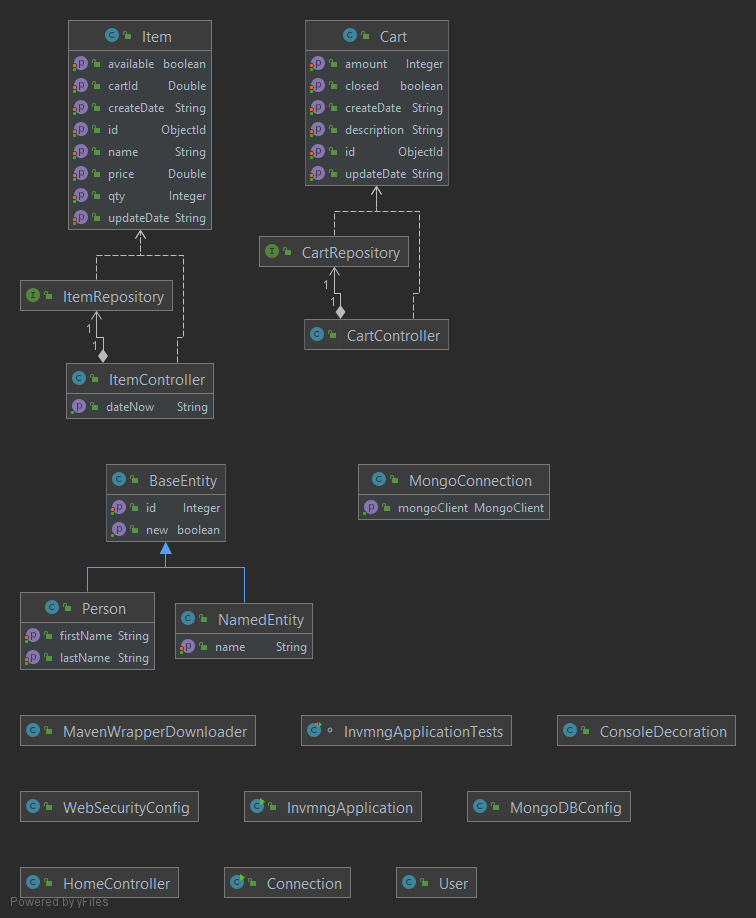 Item
available boolean
cartId Double
createDate String
id ObjectId
name String
price Double
qty Integer
updateDate String
Cart
amount Integer
closed boolean
createDate String
description String
id ObjectId
updateDate String
CartRepository
1
1
CartController
ItemRepository
1
1
ItemController
dateNow String
BaseEntity
id Integer
new boolean
MongoConnection
mongoClient MongoClient
Person
firstName String
lastName String
NamedEntity
name String
MavenWrapperDownloader
InvmngApplicationTests
ConsoleDecoration
WebSecurityConfig
InvmngApplication
MongoDBConfig
HomeController
Connection
User
Powered by yFiles